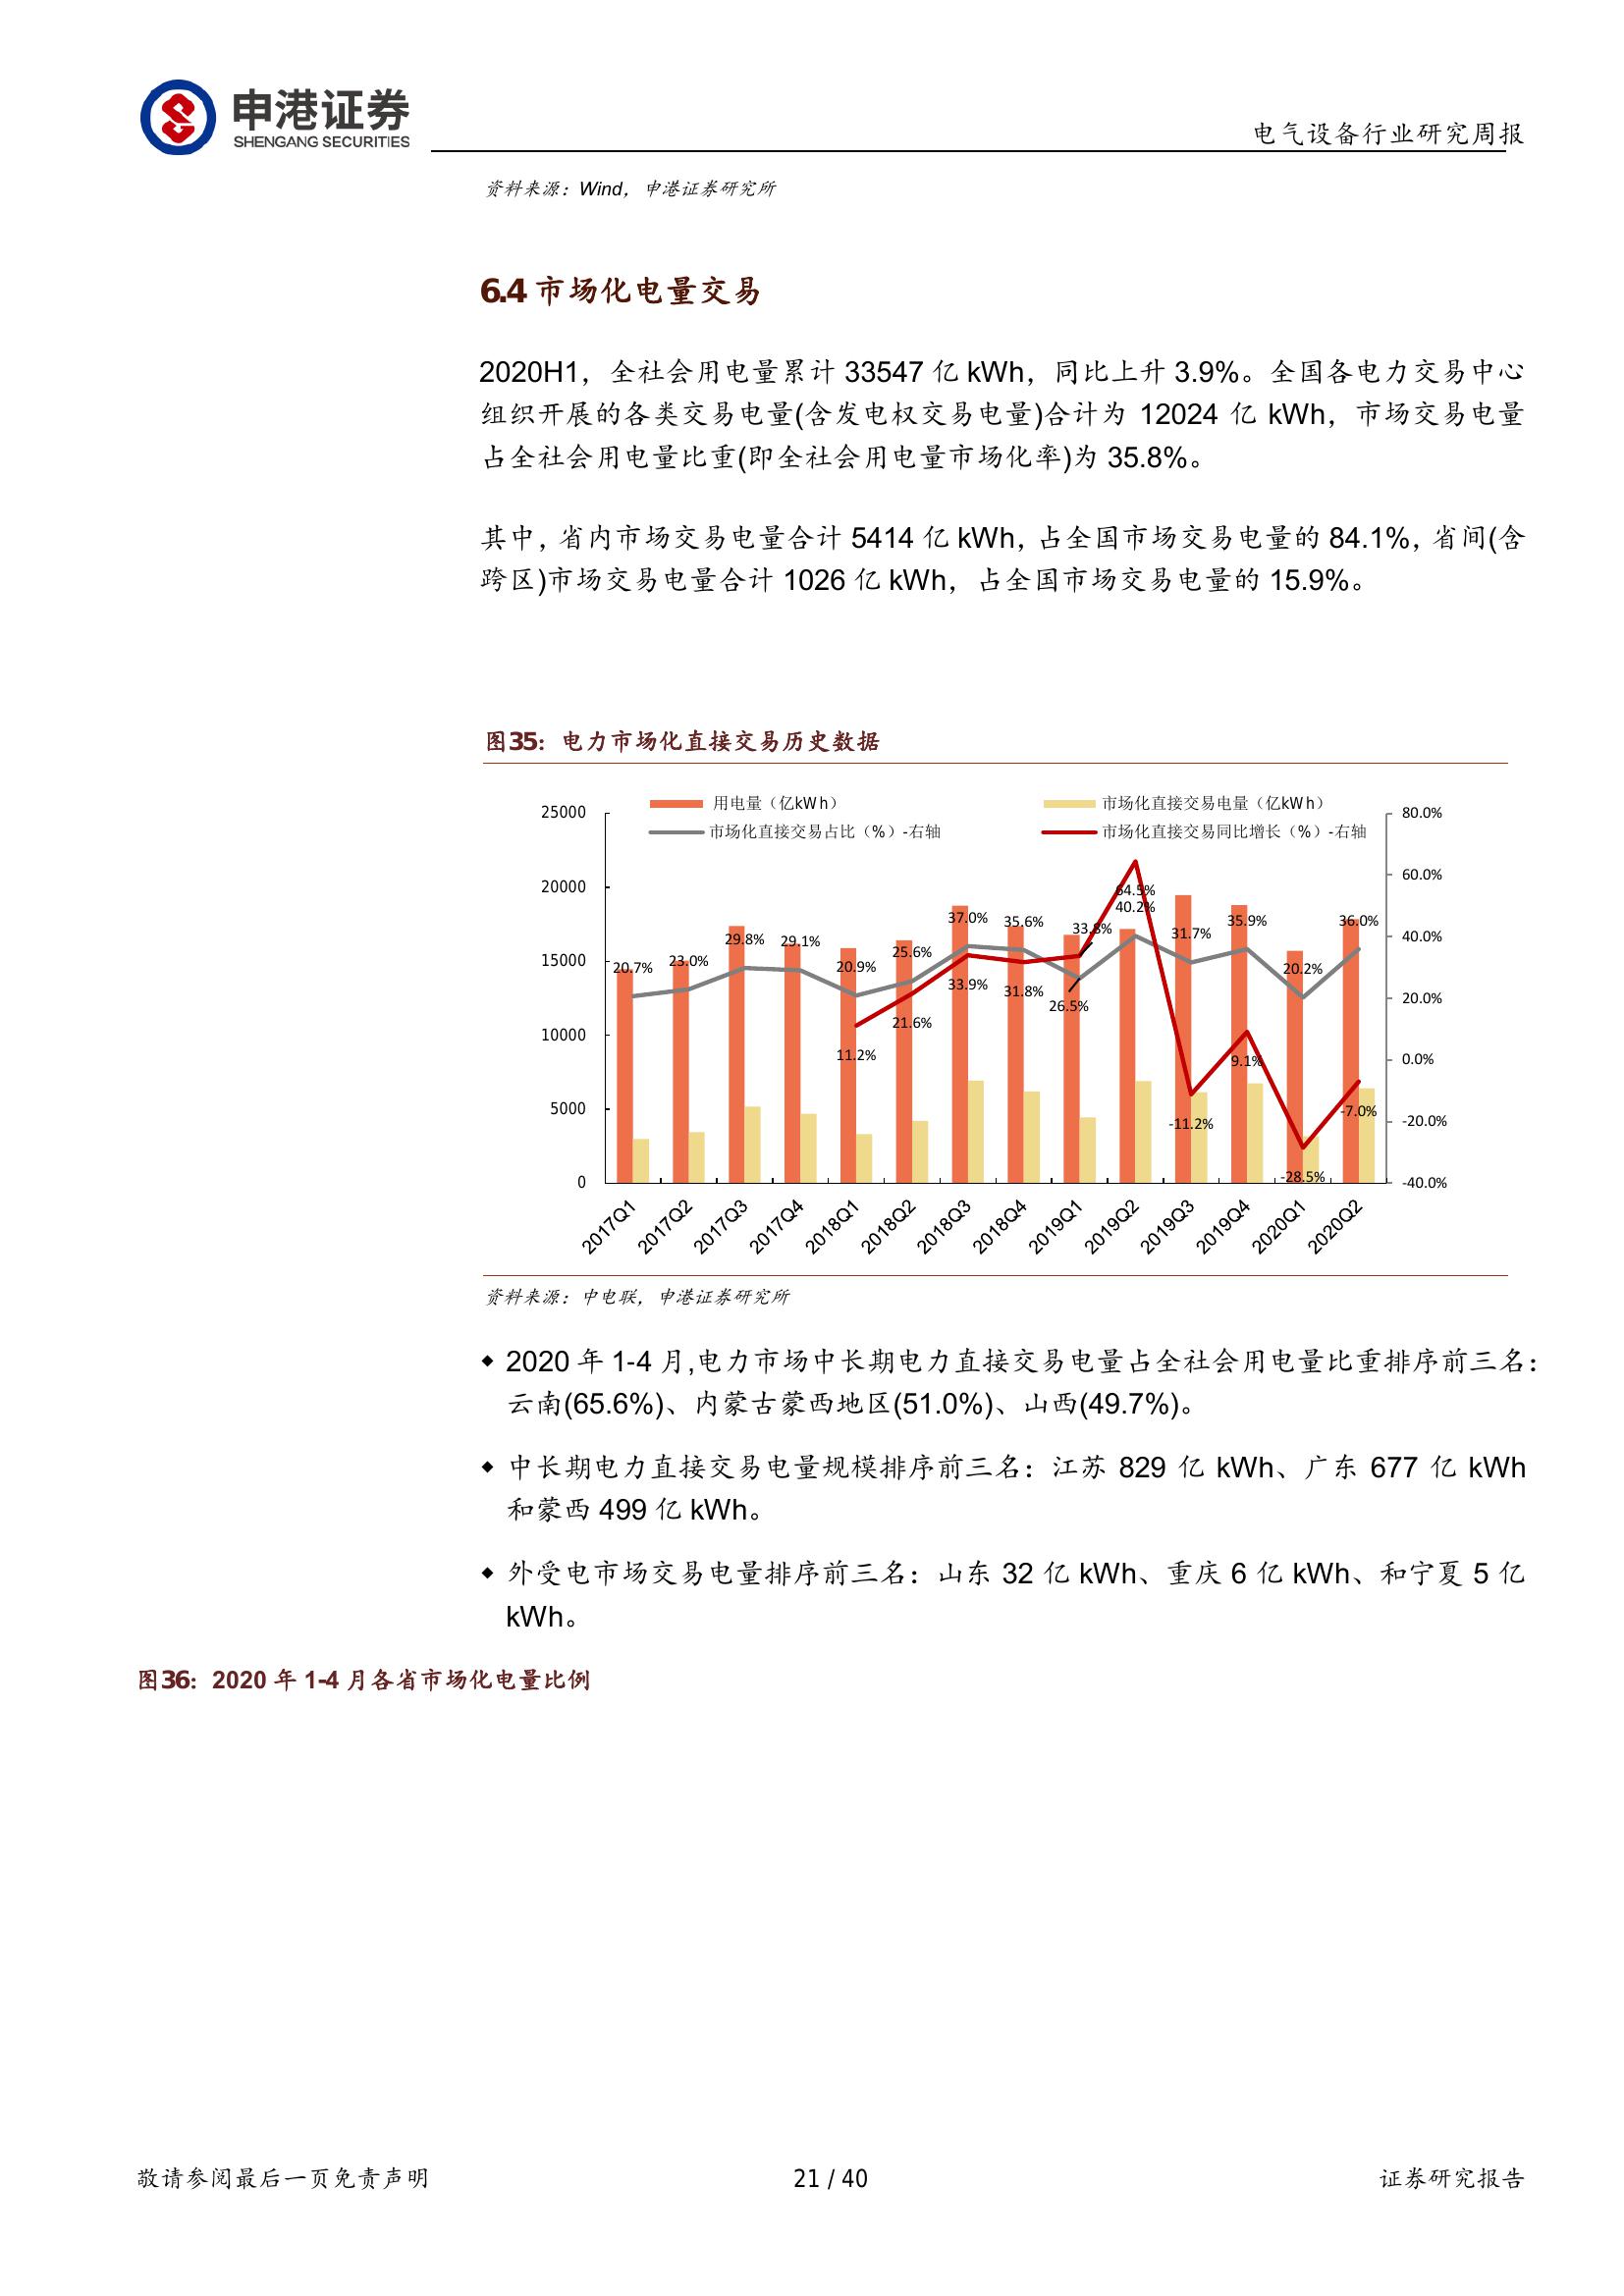 申港证券
SHENGANG SECURITIES
电气设备行业研究周报
资料来源：Wind，申港证券研究所
6.4 市场化电量交易
2020H1，全社会用电量累计 33547 亿 kWh，同比上升 3.9%。全国各电力交易中心
组织开展的各类交易电量(含发电权交易电量)合计为 12024 亿 kWh，市场交易电量
占全社会用电量比重(即全社会用电量市场化率)为 35.8%。
其中，省内市场交易电量合计 5414 亿 kWh，占全国市场交易电量的 84.1%，省间(含
跨区)市场交易电量合计 1026 亿 kWh，占全国市场交易电量的 15.9%。
图35：电力市场化直接交易历史数据
用电量（亿kWh） 市场化直接交易电量（亿kWh）
市场化直接交易占比（%）-右轴 市场化直接交易同比增长（%）-右轴
25000
20000
15000
10000
5000
0
80.0%
60.0%
40.0%
20.0%
0.0%
-20.0%
-40.0%
20.7% 23.0% 29.8% 29.1% 20.9% 25.6% 37.0% 35.6% 26.5% 40.2% 31.7% 35.9% 20.2% 36.0%
11.2% 21.6% 33.9% 31.8% 33.8% 64.5% -11.2% 9.1% -28.5% -7.0%
2017Q1 2017Q2 2017Q3 2017Q4 2018Q1 2018Q2 2018Q3 2018Q4 2019Q1 2019Q2 2019Q3 2019Q4 2020Q1 2020Q2
资料来源：中电联，申港证券研究所
◆ 2020 年 1-4 月,电力市场中长期电力直接交易电量占全社会用电量比重排序前三名：
云南(65.6%)、内蒙古蒙西地区(51.0%)、山西(49.7%)。
◆ 中长期电力直接交易电量规模排序前三名：江苏 829 亿 kWh、广东 677 亿 kWh
和蒙西 499 亿 kWh。
◆ 外受电市场交易电量排序前三名：山东 32 亿 kWh、重庆 6 亿 kWh、和宁夏 5 亿
kWh。
图36：2020 年 1-4 月各省市场化电量比例
敬请参阅最后一页免责声明
21 / 40
证券研究报告